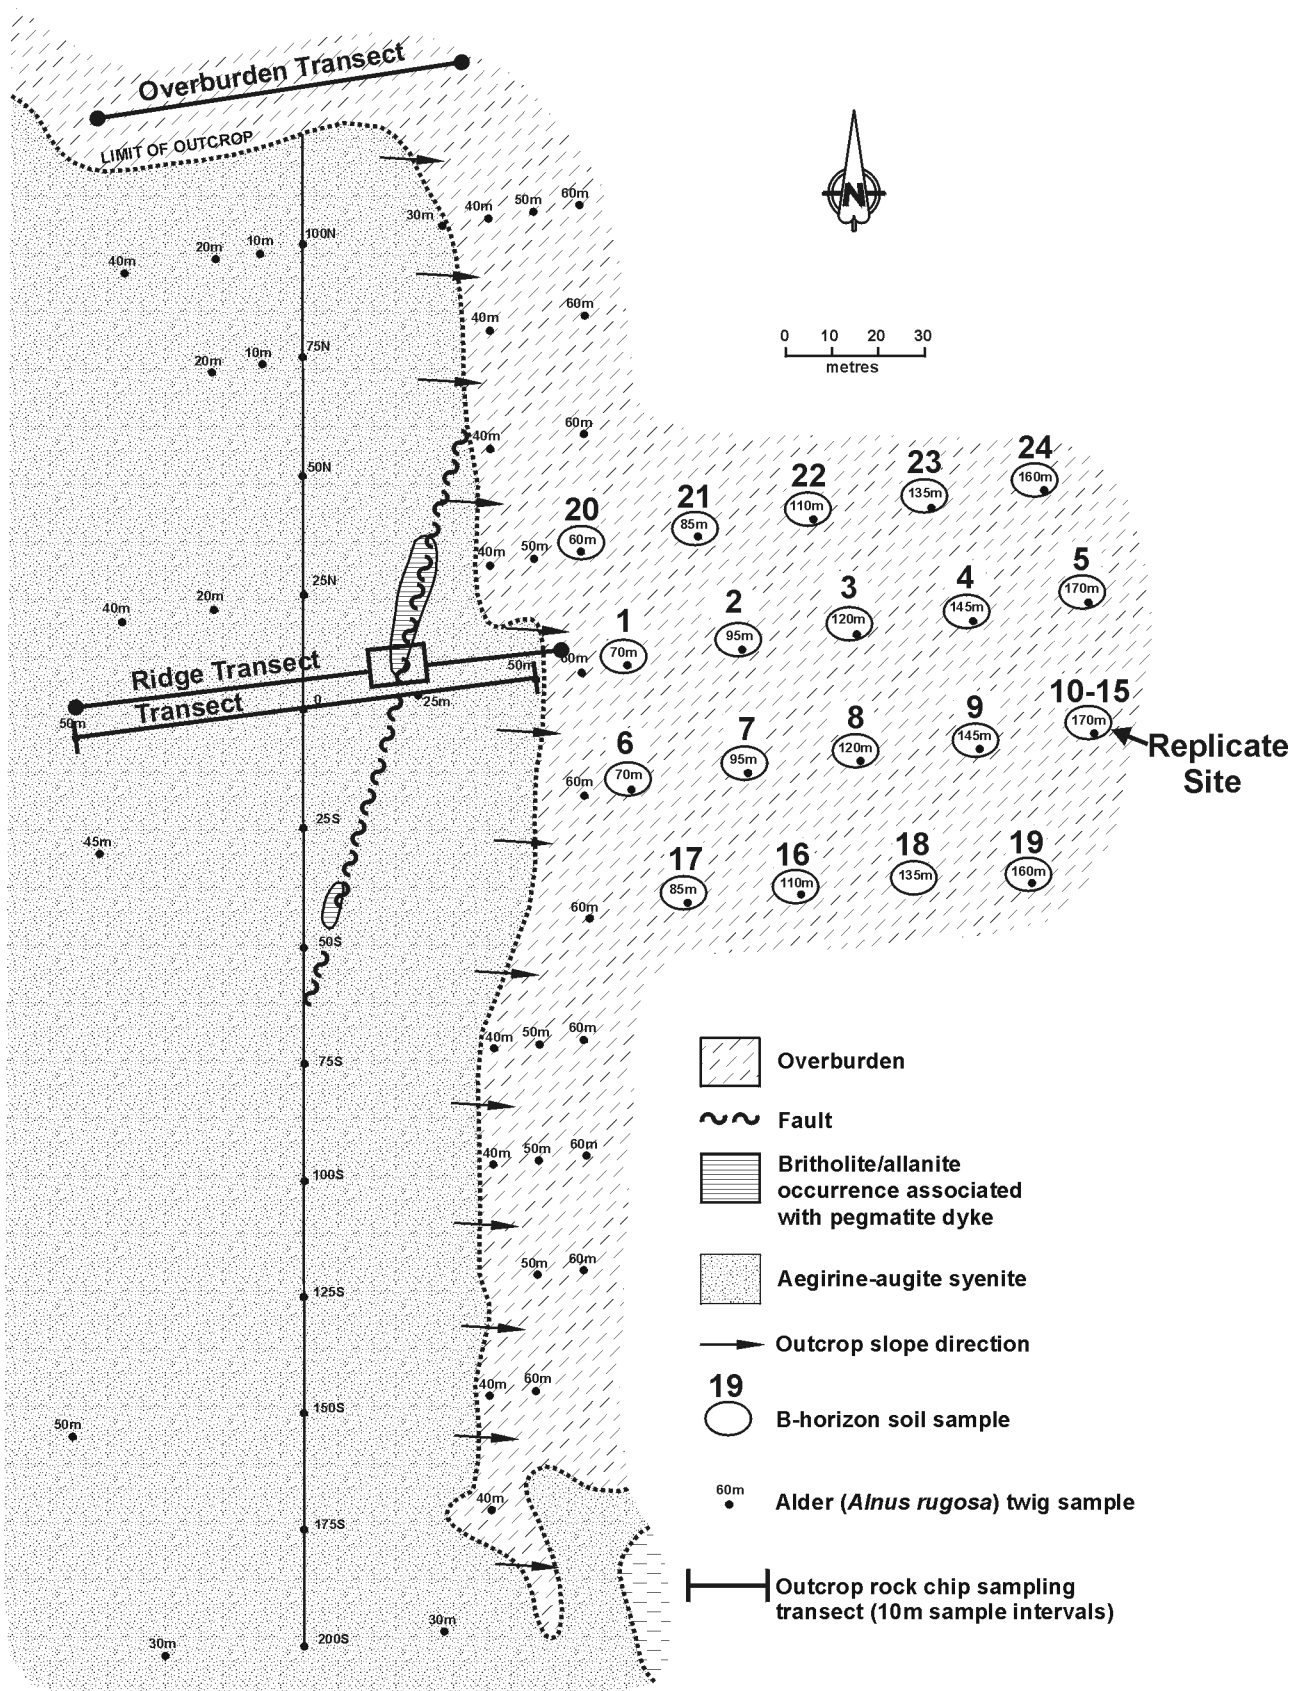 Overburden Transect
LIMIT OF OUTCROP
N
30m
40m
50m
60m
100N
40m
20m
10m
60m
40m
0 10 20 30
metres
75N
20m
10m
60m
40m
50N
24
160m
23
135m
22
110m
21
85m
20
60m
40m
50m
25N
5
170m
4
145m
3
120m
2
95m
1
70m
40m
20m
Ridge Transect
50m
60m
Transect
50m
0
25m
10-15
170m
9
145m
8
120m
7
95m
6
70m
Replicate
Site
60m
25S
45m
17
85m
16
110m
18
135m
19
160m
60m
50S
40m
50m
60m
75S
Overburden
Fault
40m
50m
60m
100S
Britholite/allanite
occurrence associated
with pegmatite dyke
50m
60m
125S
Aegirine-augite syenite
Outcrop slope direction
40m
60m
150S
50m
19
B-horizon soil sample
40m
175S
60m
Alder (Alnus rugosa) twig sample
Outcrop rock chip sampling
transect (10m sample intervals)
30m
30m
200S